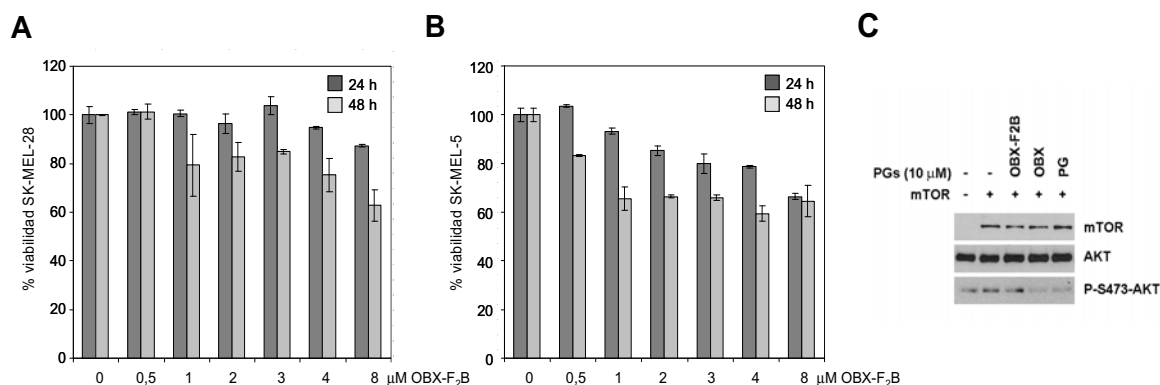 A
% viabilidad SK-MEL-28
120
100
80
60
40
20
0
24 h
48 h
0 0,5 1 2 3 4 8 μM OBX-F₂B
B
% viabilidad SK-MEL-5
120
100
80
60
40
20
0
24 h
48 h
0 0,5 1 2 3 4 8 μM OBX-F₂B
C
OBX-F2B
OBX
PG
PGs (10 μM) - -
mTOR - + + + +
mTOR
AKT
P-S473-AKT